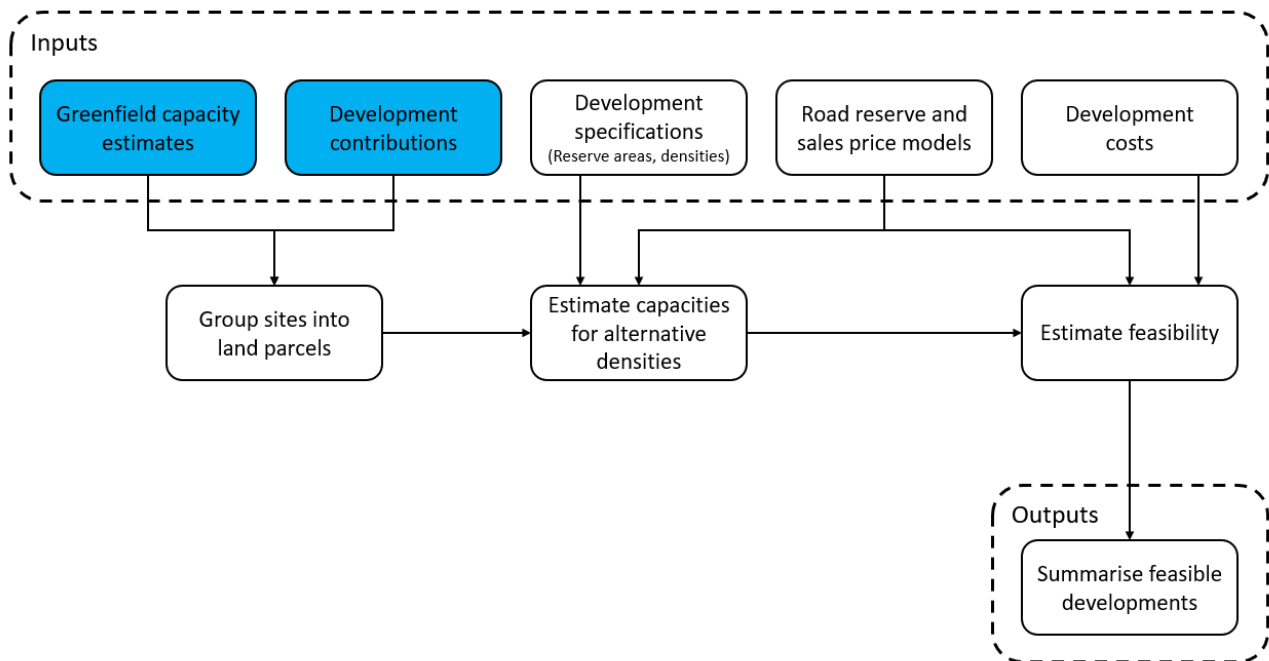 Inputs
Greenfield capacity
estimates
Development
contributions
Development
specifications
(Reserve areas, densities)
Road reserve and
sales price models
Development
costs
Group sites into
land parcels
Estimate capacities
for alternative
densities
Estimate feasibility
Outputs
Summarise feasible
developments